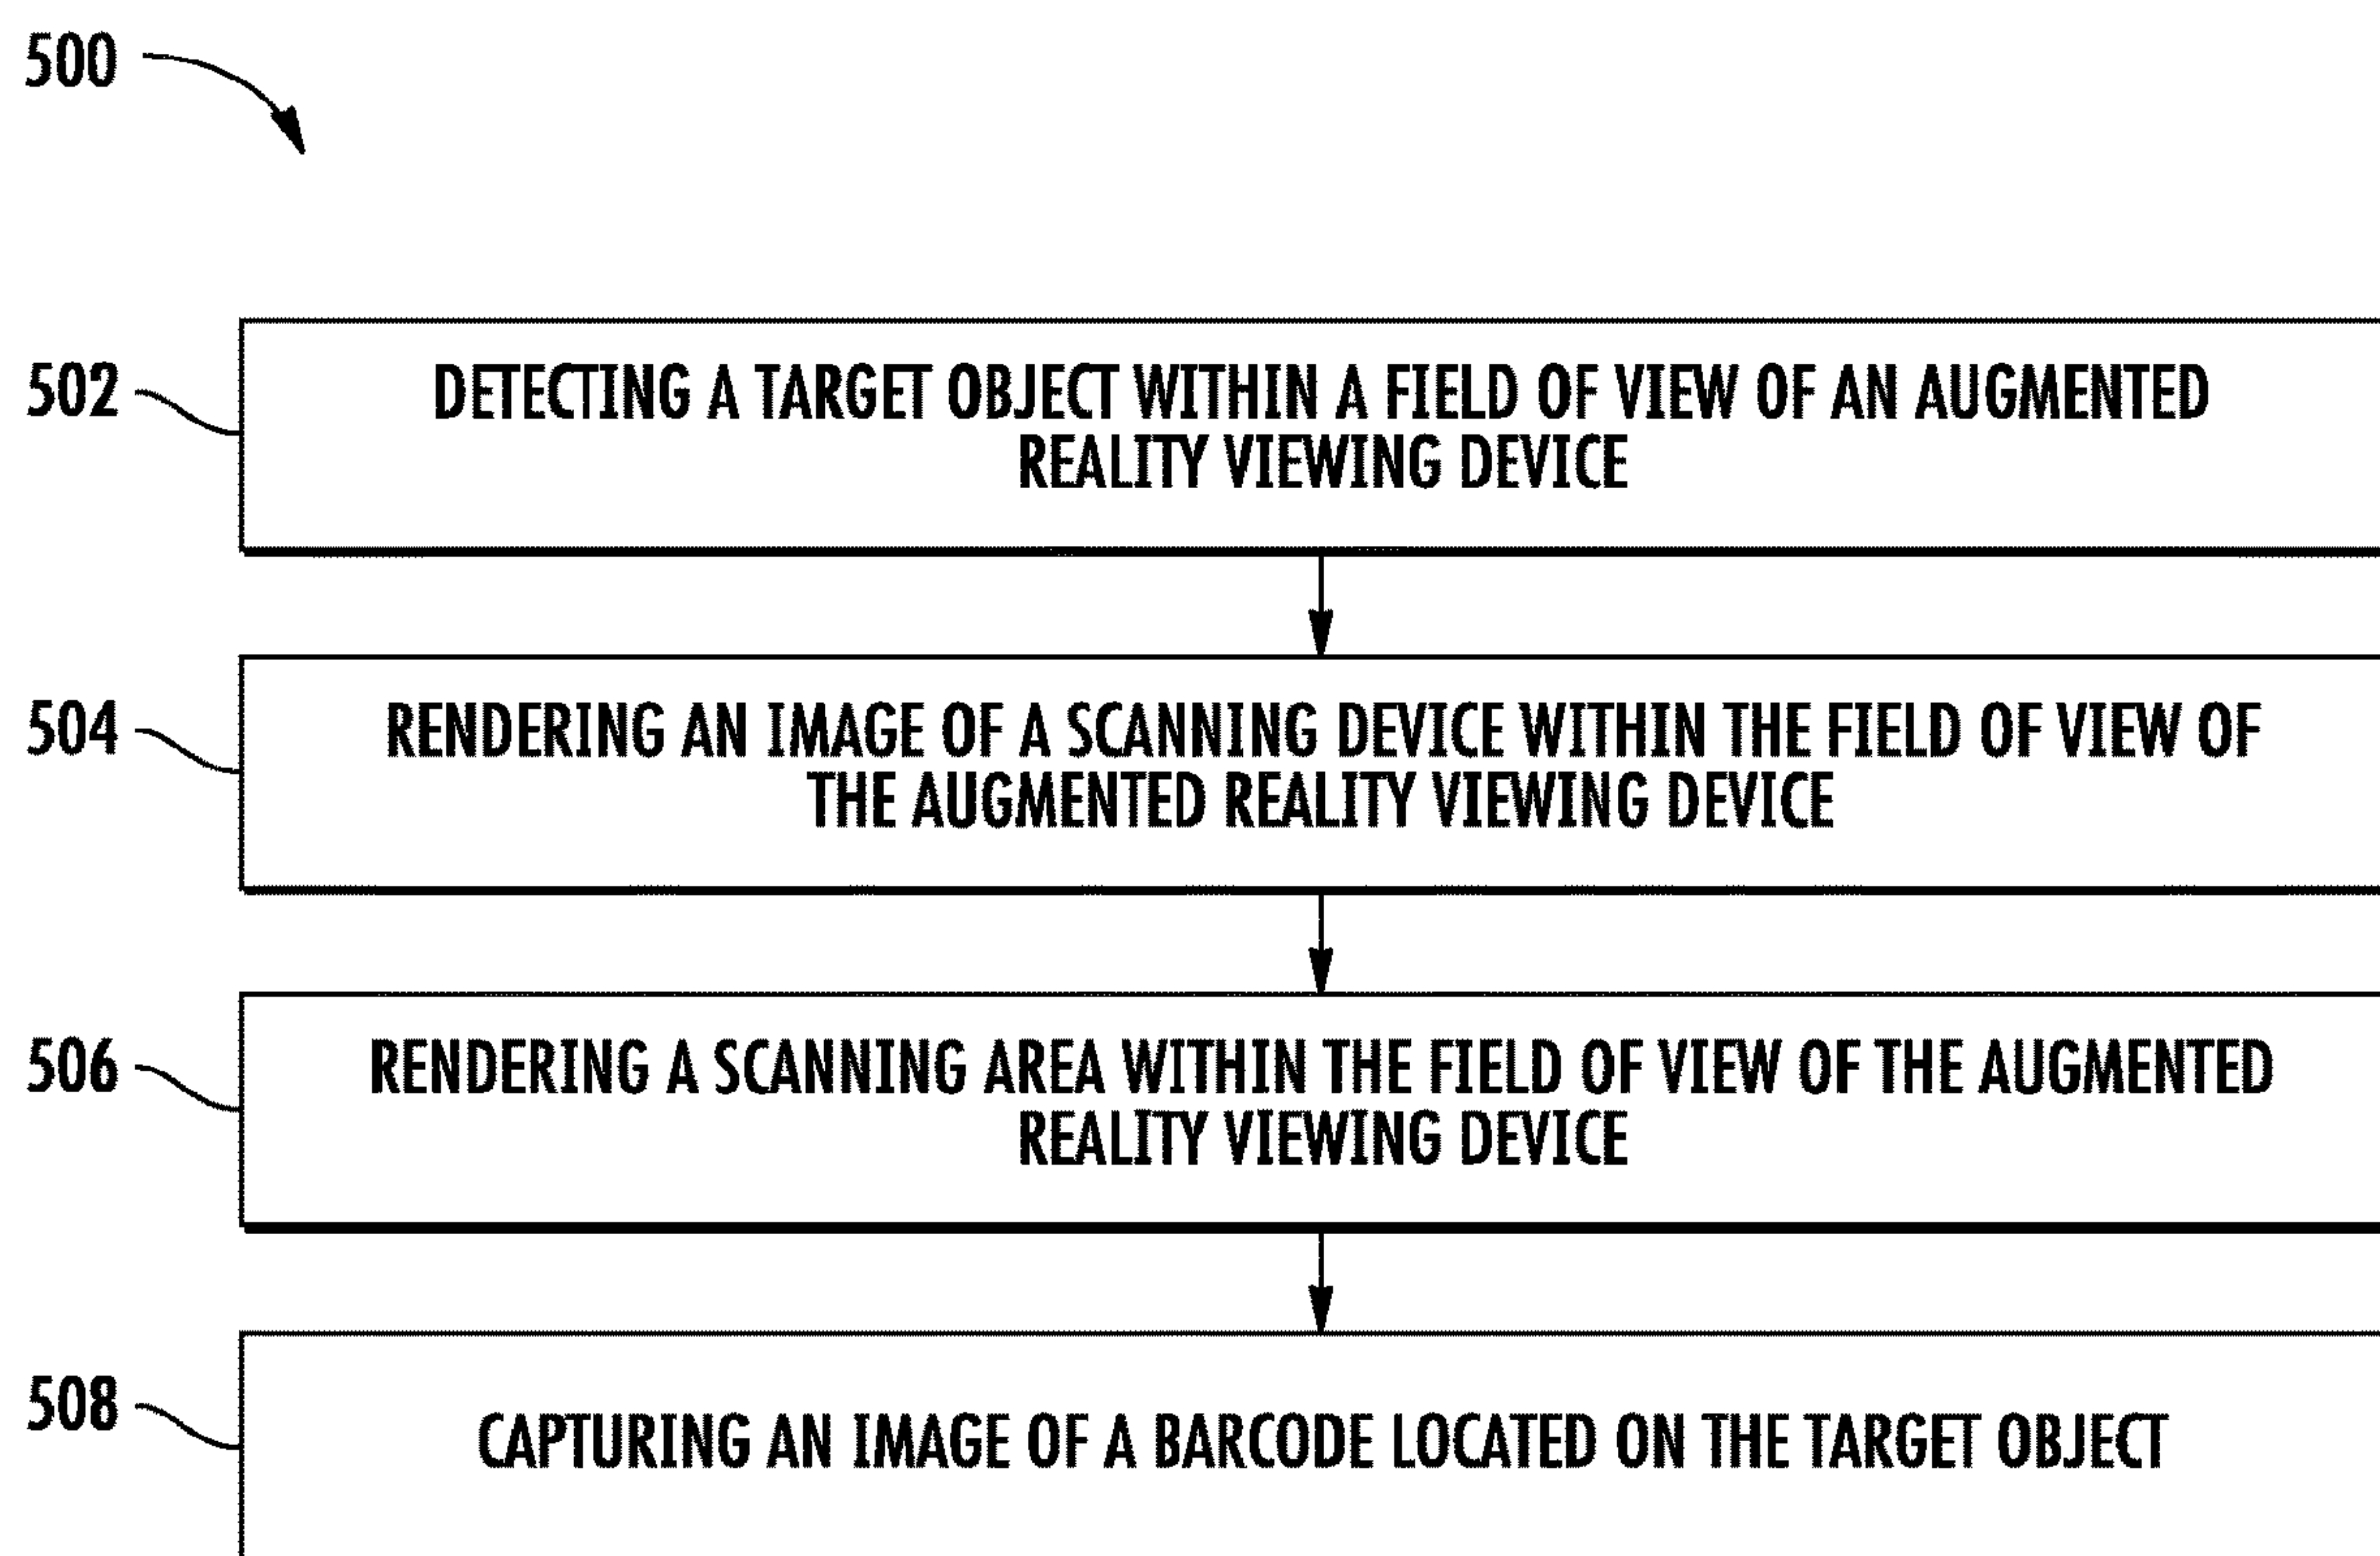 500
502
DETECTING A TARGET OBJECT WITHIN A FIELD OF VIEW OF AN AUGMENTED
REALITY VIEWING DEVICE
504
RENDERING AN IMAGE OF A SCANNING DEVICE WITHIN THE FIELD OF VIEW OF
THE AUGMENTED REALITY VIEWING DEVICE
506
RENDERING A SCANNING AREA WITHIN THE FIELD OF VIEW OF THE AUGMENTED
REALITY VIEWING DEVICE
508
CAPTURING AN IMAGE OF A BARCODE LOCATED ON THE TARGET OBJECT